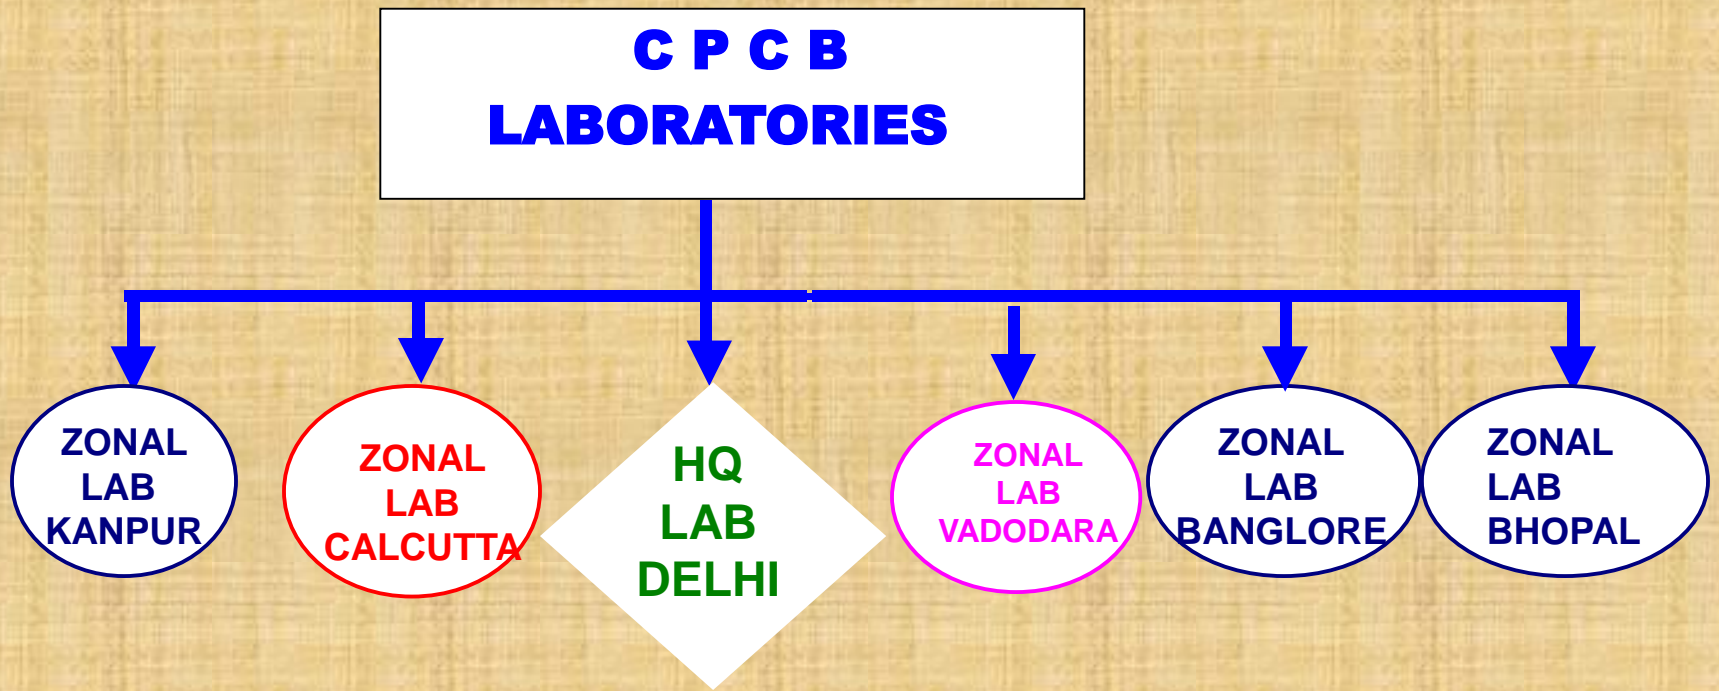 C P C B
LABORATORIES
ZONAL
LAB
KANPUR
ZONAL
LAB
CALCUTTA
HQ
LAB
DELHI
ZONAL
LAB
VADODARA
ZONAL
LAB
BANGLORE
ZONAL
LAB
BHOPAL